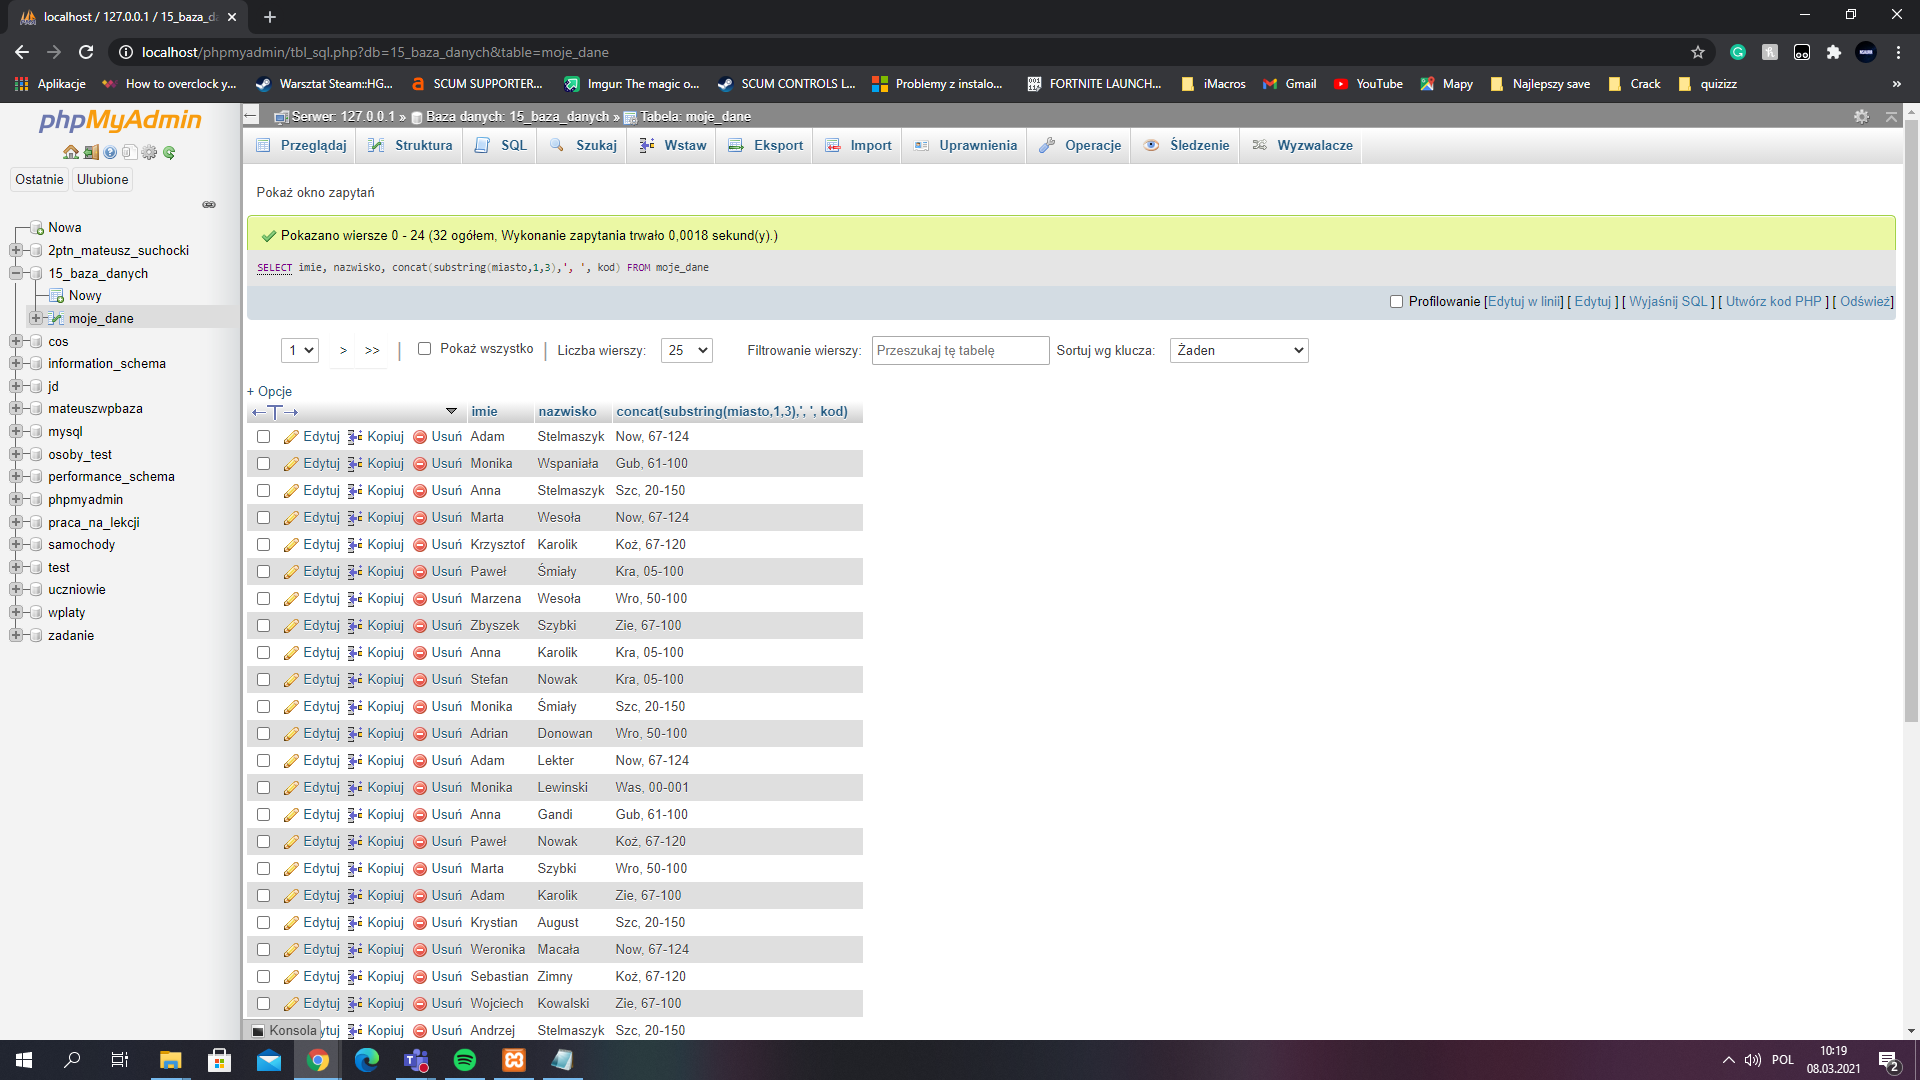 localhost / 127.0.0.1 / 15_baza_da
localhost/phpmyadmin/tbl_sql.php?db=15_baza_danych&table=moje_dane
Aplikacje How to overclock y... Warsztat Steam::HG... SCUM SUPPORTER... Imgur: The magic o... SCUM CONTROLS L... Problemy z instalo... FORTNITE LAUNCH... iMacros Gmail YouTube Mapy Najlepszy save Crack quizizz »
phpMyAdmin
Ostatnie Ulubione
Nowa
2ptn_mateusz_suchocki
15_baza_danych
Nowy
moje_dane
cos
information_schema
jd
mateuszwpbaza
mysql
osoby_test
performance_schema
phpmyadmin
praca_na_lekcji
samochody
test
uczniowie
wplaty
zadanie
Serwer: 127.0.0.1 » Baza danych: 15_baza_danych » Tabela: moje_dane
Przeglądaj Struktura SQL Szukaj Wstaw Eksport Import Uprawnienia Operacje Śledzenie Wyzwalacze
Pokaż okno zapytań
Pokazano wiersze 0 - 24 (32 ogółem, Wykonanie zapytania trwało 0,0018 sekund(y).)
SELECT imie, nazwisko, concat(substring(miasto,1,3),', ', kod) FROM moje_dane
Profilowanie [Edytuj w linii] [ Edytuj ] [ Wyjaśnij SQL ] [ Utwórz kod PHP ] [ Odśwież]
1 > >> | Pokaż wszystko | Liczba wierszy: 25 Filtrowanie wierszy: Przeszukaj tę tabelę Sortuj wg klucza: Żaden
+ Opcje
←T→ imie nazwisko concat(substring(miasto,1,3),', ', kod)
Edytuj Kopiuj Usuń Adam Stelmaszyk Now, 67-124
Edytuj Kopiuj Usuń Monika Wspaniała Gub, 61-100
Edytuj Kopiuj Usuń Anna Stelmaszyk Szc, 20-150
Edytuj Kopiuj Usuń Marta Wesoła Now, 67-124
Edytuj Kopiuj Usuń Krzysztof Karolik Koż, 67-120
Edytuj Kopiuj Usuń Paweł Śmiały Kra, 05-100
Edytuj Kopiuj Usuń Marzena Wesoła Wro, 50-100
Edytuj Kopiuj Usuń Zbyszek Szybki Zie, 67-100
Edytuj Kopiuj Usuń Anna Karolik Kra, 05-100
Edytuj Kopiuj Usuń Stefan Nowak Kra, 05-100
Edytuj Kopiuj Usuń Monika Śmiały Szc, 20-150
Edytuj Kopiuj Usuń Adrian Donowan Wro, 50-100
Edytuj Kopiuj Usuń Adam Lekter Now, 67-124
Edytuj Kopiuj Usuń Monika Lewinski Was, 00-001
Edytuj Kopiuj Usuń Anna Gandi Gub, 61-100
Edytuj Kopiuj Usuń Paweł Nowak Koż, 67-120
Edytuj Kopiuj Usuń Marta Szybki Wro, 50-100
Edytuj Kopiuj Usuń Adam Karolik Zie, 67-100
Edytuj Kopiuj Usuń Krystian August Szc, 20-150
Edytuj Kopiuj Usuń Weronika Macała Now, 67-124
Edytuj Kopiuj Usuń Sebastian Zimny Koż, 67-120
Edytuj Kopiuj Usuń Wojciech Kowalski Zie, 67-100
Konsola ytuj Kopiuj Usuń Andrzej Stelmaszyk Szc, 20-150
POL 10:19
08.03.2021
2